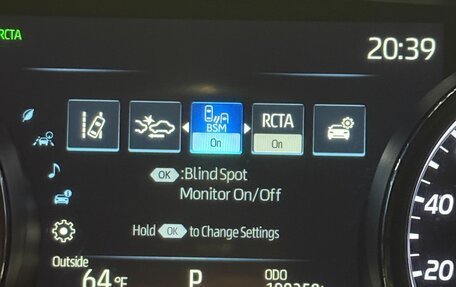 RCTA
20:39
BSM
On
RCTA
On
OK :Blind Spot
Monitor On/Off
Hold OK to Change Settings
Outside
64 °F
P
ODO
40
20